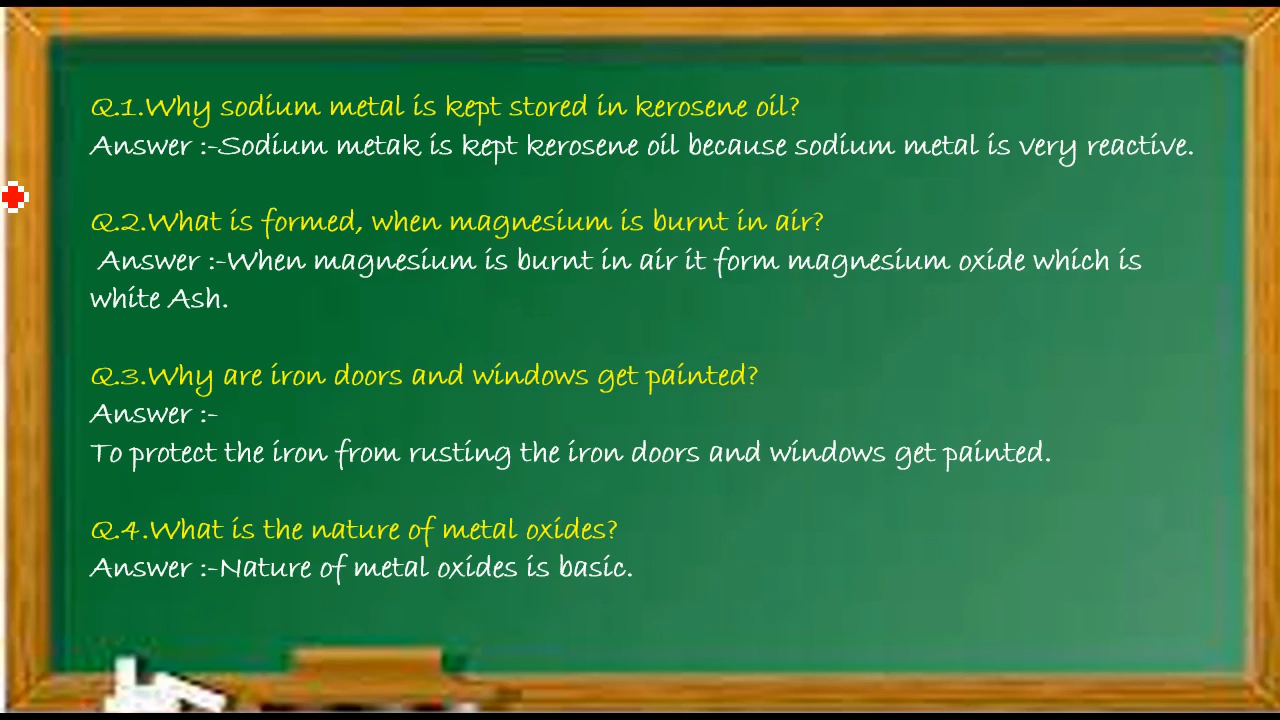 Q.1.Why sodium metal is kept stored in kerosene oil?
Answer :-Sodium metak is kept kerosene oil because sodium metal is very reactive.
Q.2.What is formed, when magnesium is burnt in air?
Answer :-When magnesium is burnt in air it form magnesium oxide which is
white Ash.
Q.3.Why are iron doors and windows get painted?
Answer :-
To protect the iron from rusting the iron doors and windows get painted.
Q.4.What is the nature of metal oxides?
Answer :-Nature of metal oxides is basic.